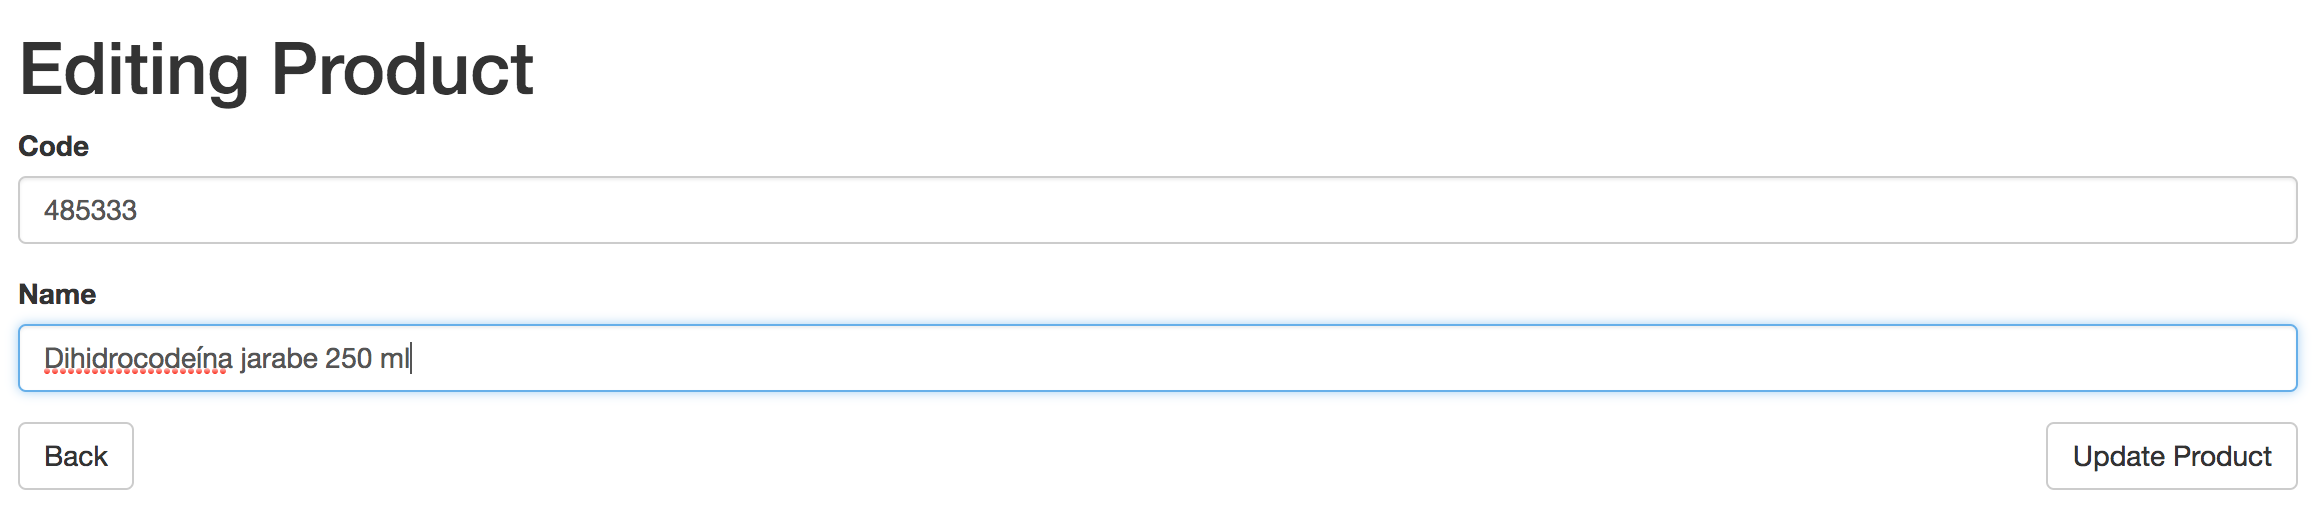 Editing Product
Code
485333
Name
Dihidrocodeína jarabe 250 ml
Back
Update Product